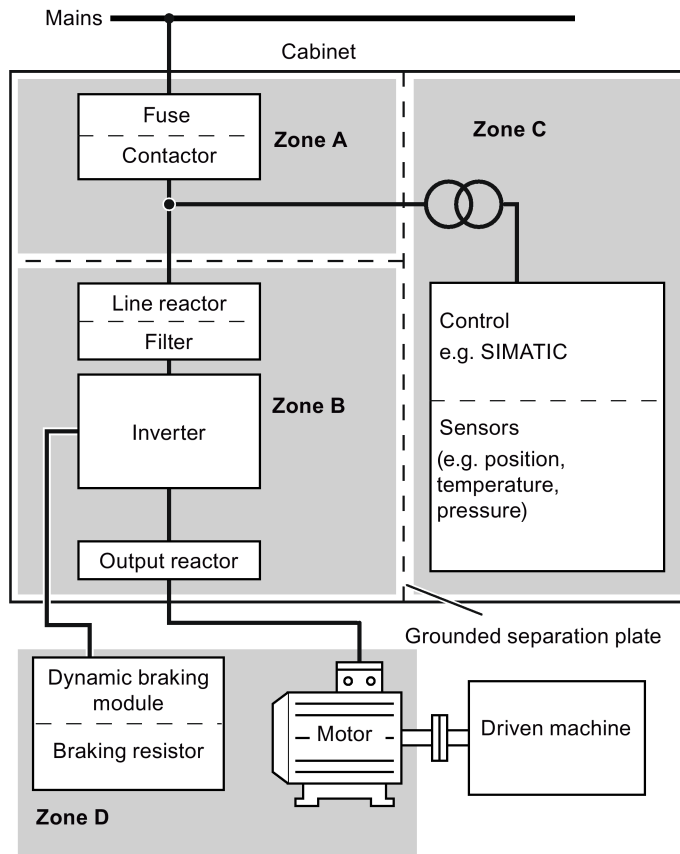 Mains
Cabinet
Fuse
Contactor
Zone A
Zone C
Line reactor
Filter
Inverter
Zone B
Output reactor
Control
e.g. SIMATIC
Sensors
(e.g. position,
temperature,
pressure)
Grounded separation plate
Dynamic braking
module
Braking resistor
Motor
Driven machine
Zone D